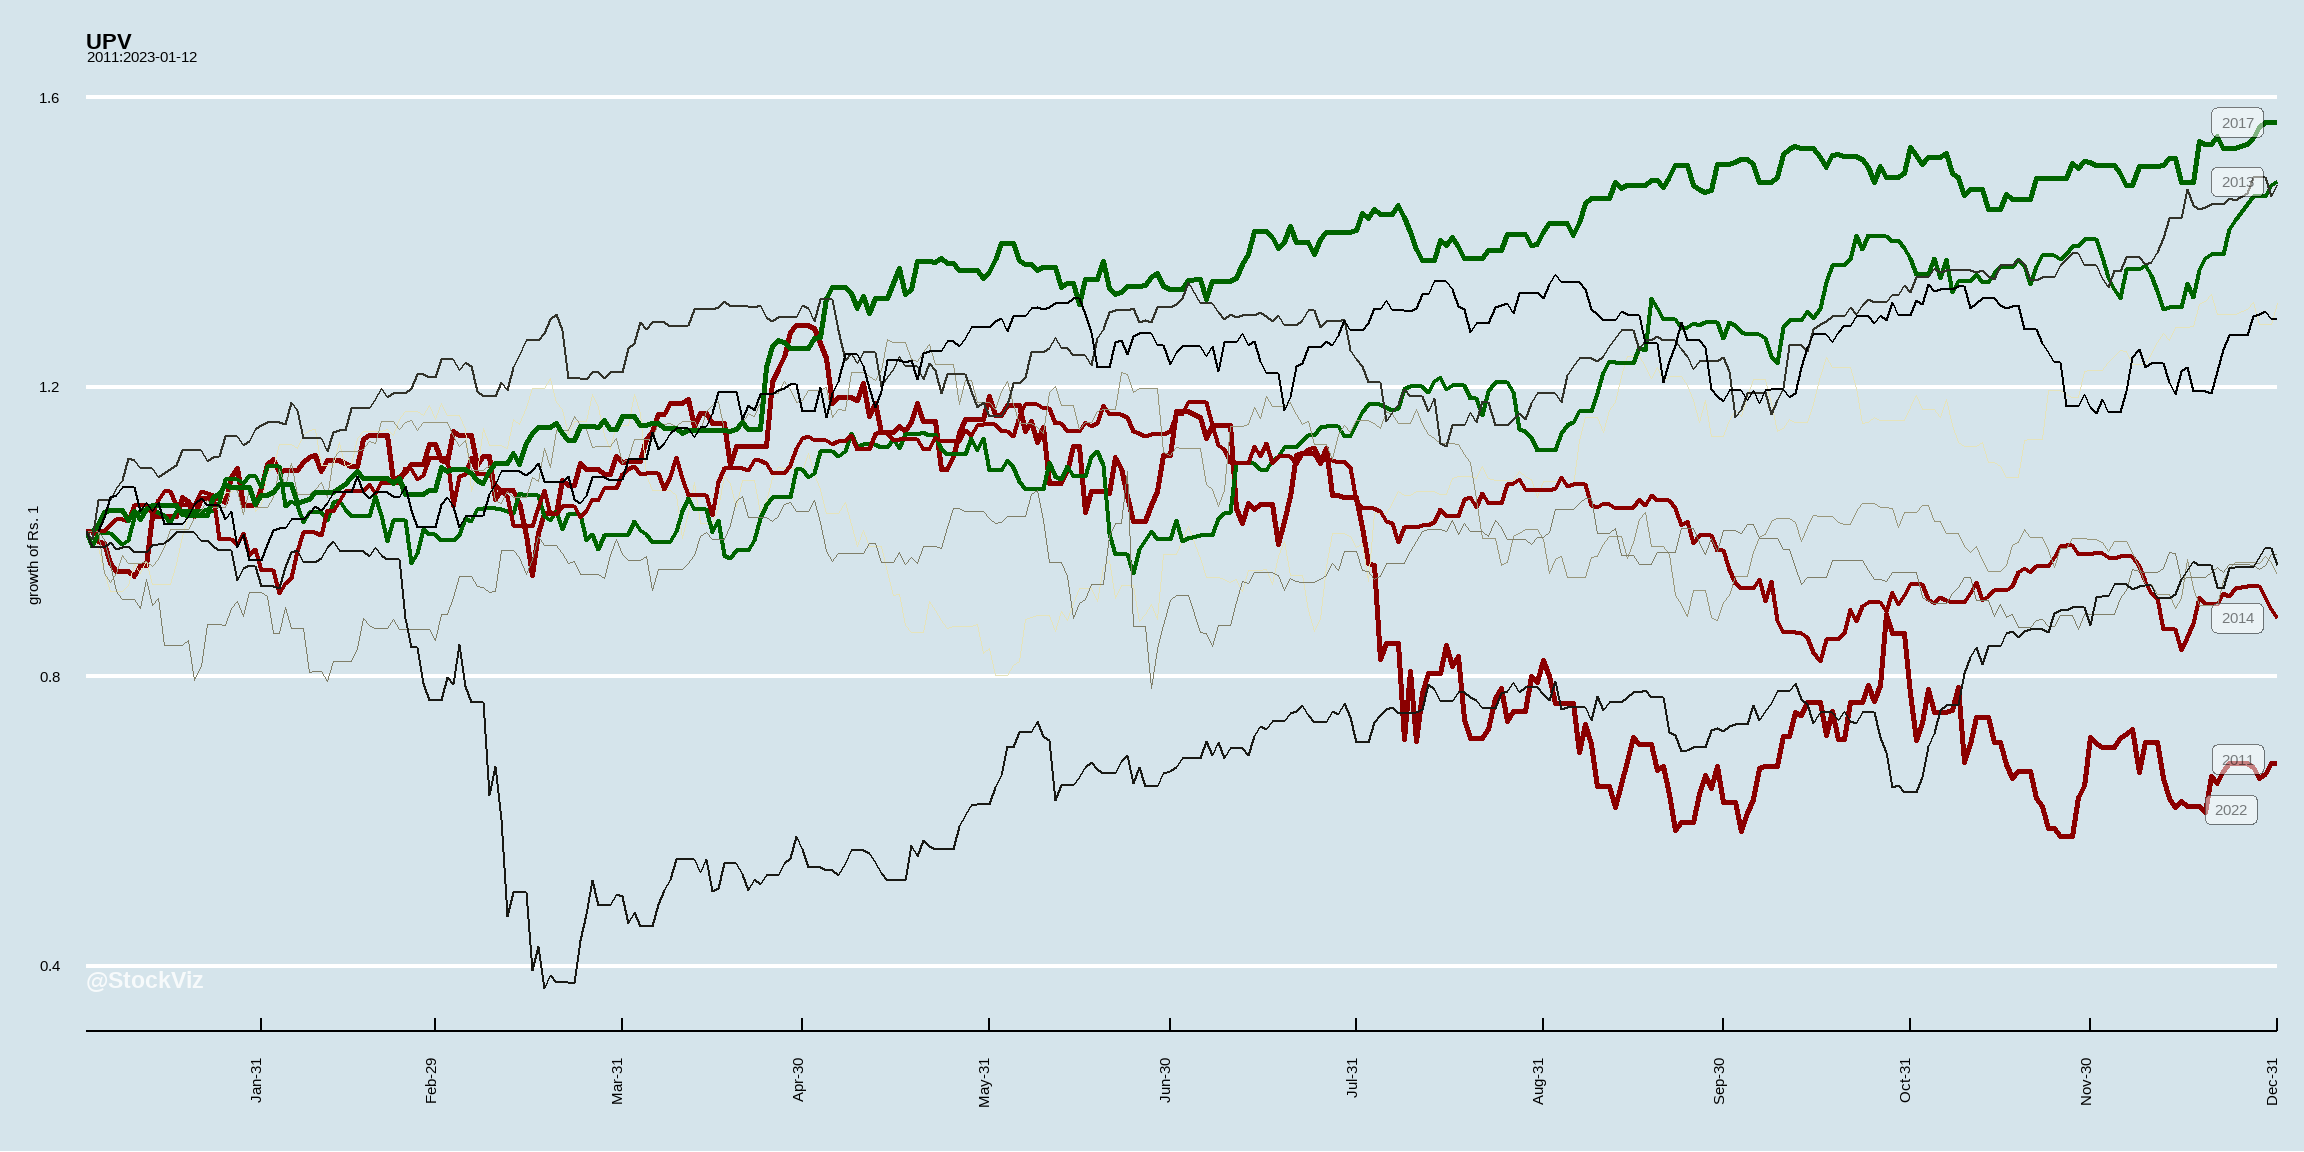 UPV
2011:2023-01-12
growth of Rs. 1
1.6
1.2
0.8
0.4
2017
2013
2014
2011
2022
@StockViz
Jan-31
Feb-29
Mar-31
Apr-30
May-31
Jun-30
Jul-31
Aug-31
Sep-30
Oct-31
Nov-30
Dec-31